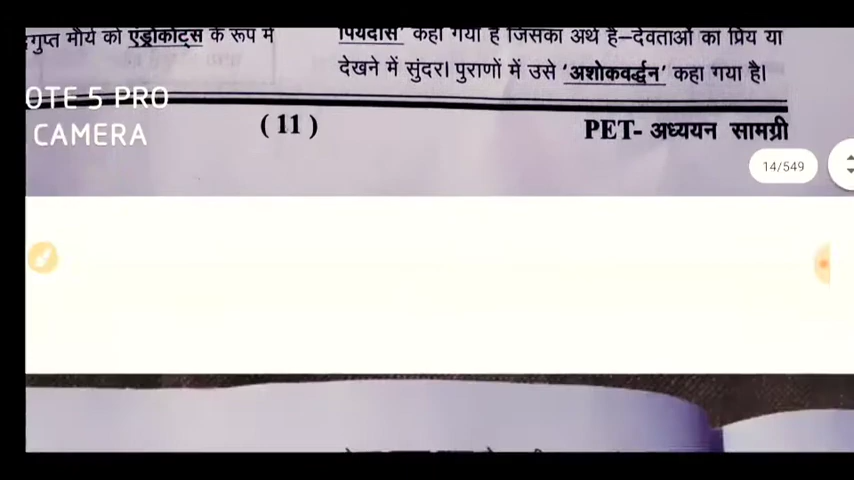 गुप्त मौर्य को एंड्रोकोट्स के रूप में
पियदसि' कहा गया है जिसका अर्थ है–देवताओं का प्रिय या
देखने में सुंदर। पुराणों में उसे 'अशोकवर्द्धन' कहा गया है।
OTE 5 PRO
CAMERA
( 11 )
PET- अध्ययन सामग्री
14/549